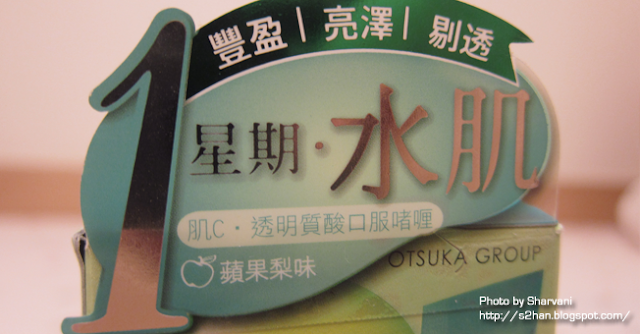 豐盈 | 亮澤 | 剔透
1星期·水肌
肌C·透明質酸口服啫喱
蘋果梨味
OTSUKA GROUP
Photo by Sharvani
http://s2han.blogspot.com/